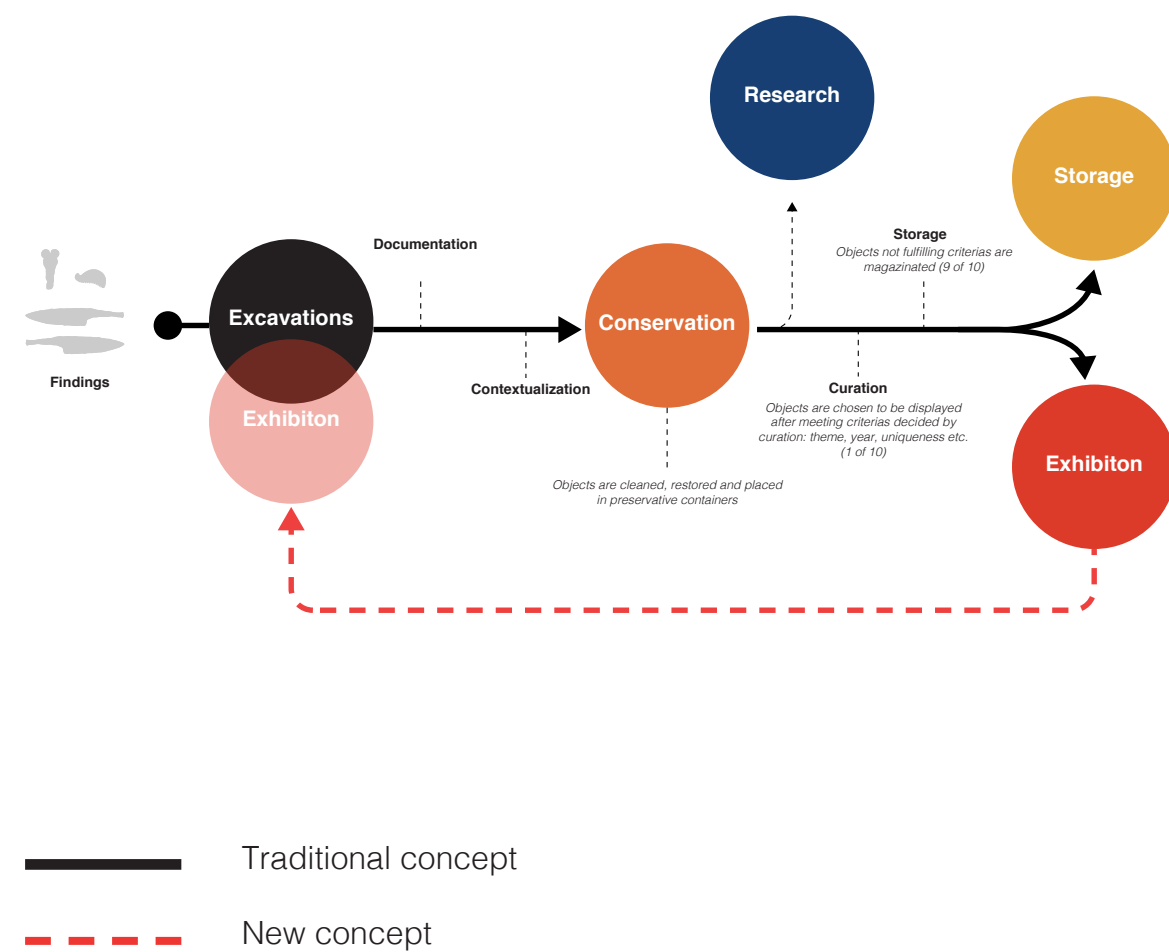 Research
Storage
Storage
Objects not fulfilling criterias are
magazinated (9 of 10)
Documentation
Excavations
Conservation
Findings
Contextualization
Curation
Objects are chosen to be displayed
after meeting criterias decided by
curation: theme, year, uniqueness etc.
(1 of 10)
Exhibiton
Exhibiton
Objects are cleaned, restored and placed
in preservative containers
Traditional concept
New concept